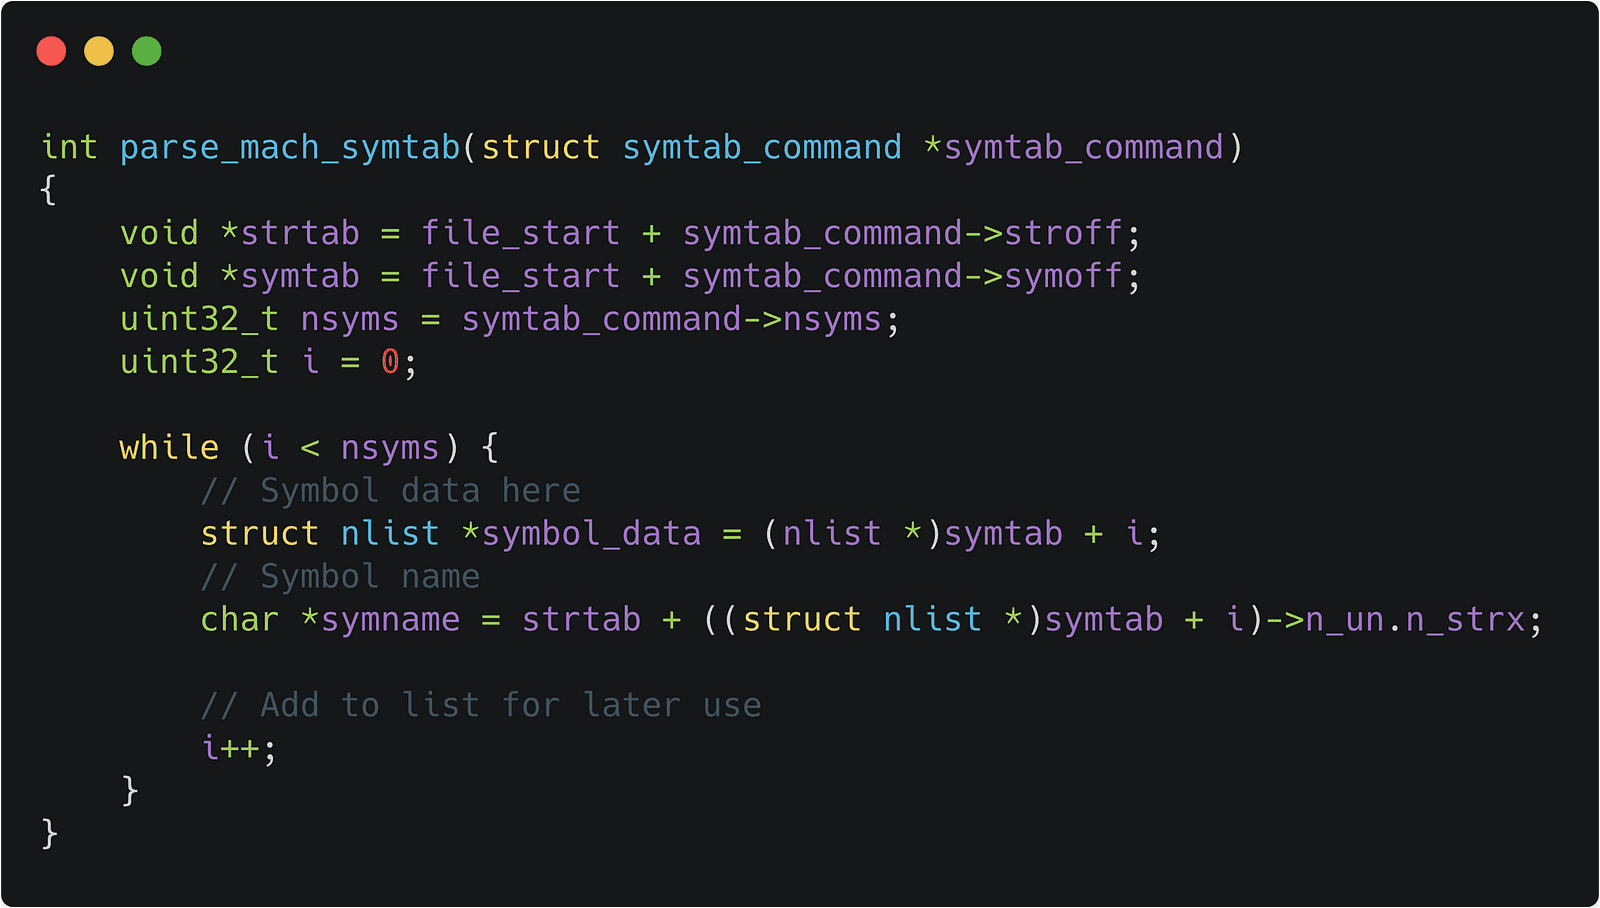 int parse_mach_symtab(struct symtab_command *symtab_command)
{
    void *strtab = file_start + symtab_command->stroff;
    void *symtab = file_start + symtab_command->symoff;
    uint32_t nsyms = symtab_command->nsyms;
    uint32_t i = 0;

    while (i < nsyms) {
        // Symbol data here
        struct nlist *symbol_data = (nlist *)symtab + i;
        // Symbol name
        char *symname = strtab + ((struct nlist *)symtab + i)->n_un.n_strx;

        // Add to list for later use
        i++;
    }
}